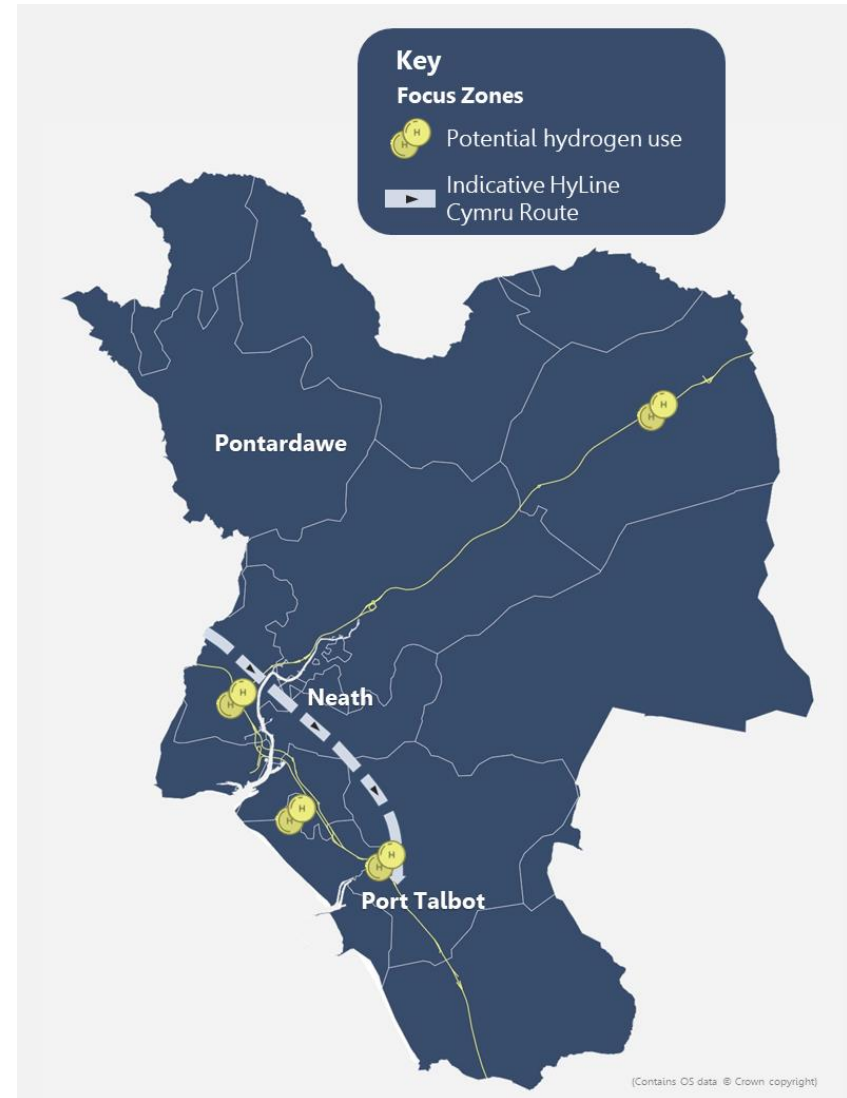 Key
Focus Zones
H
H
Potential hydrogen use
Indicative HyLine
Cymru Route
H
H
Pontardawe
H
H
Neath
H
H
H
H
Port Talbot
(Contains OS data © Crown copyright)